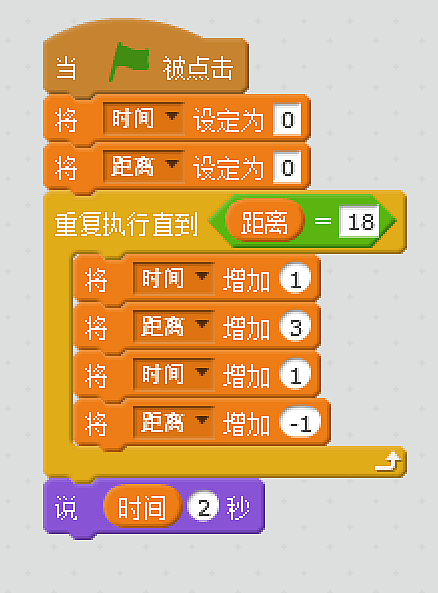 当 被点击
将 时间 设定为 0
将 距离 设定为 0
重复执行直到 距离 = 18
将 时间 增加 1
将 距离 增加 3
将 时间 增加 1
将 距离 增加 -1
说 时间 2 秒